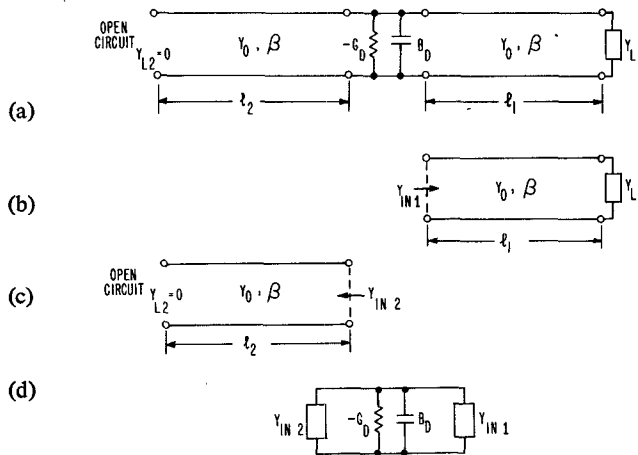 OPEN
CIRCUIT Y_L2=0
Y_0, β
-G_D
B_D
Y_0, β
Y_L
ℓ_2
ℓ_1
(a)
(b)
Y_IN 1
Y_0, β
Y_L
ℓ_1
(c)
OPEN
CIRCUIT Y_L2=0
Y_0, β
Y_IN 2
ℓ_2
(d)
Y_IN 2
-G_D
B_D
Y_IN 1